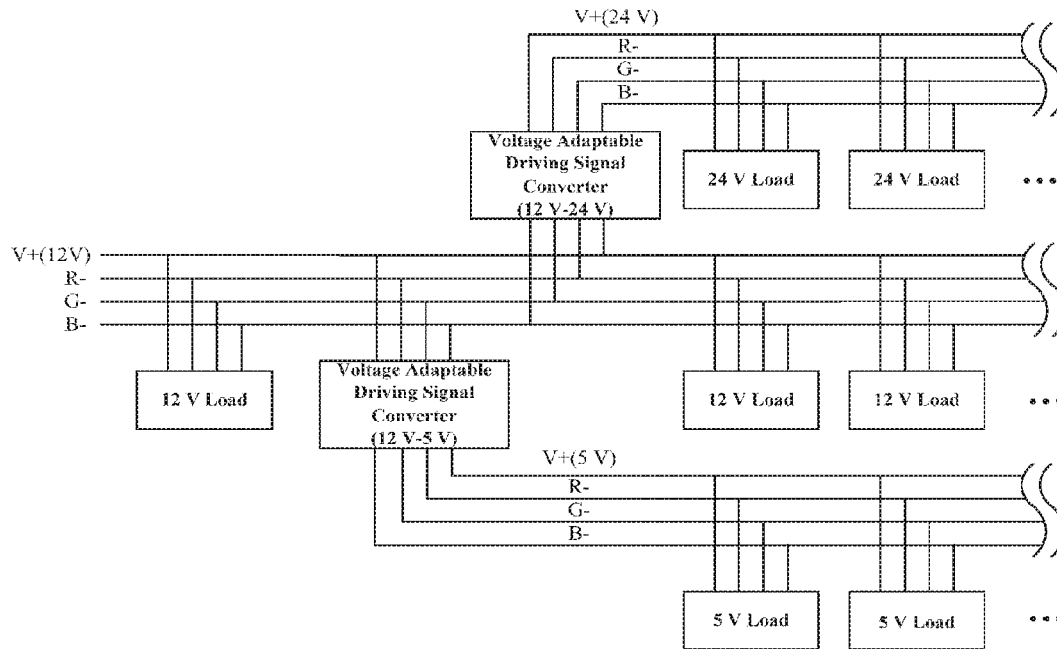 V+(24 V)
R-
G-
B-
Voltage Adaptable
Driving Signal
Converter
(12 V-24 V)
24 V Load
24 V Load
...
V+(12V)
R-
G-
B-
12 V Load
Voltage Adaptable
Driving Signal
Converter
(12 V-5 V)
12 V Load
12 V Load
...
V+(5 V)
R-
G-
B-
5 V Load
5 V Load
...